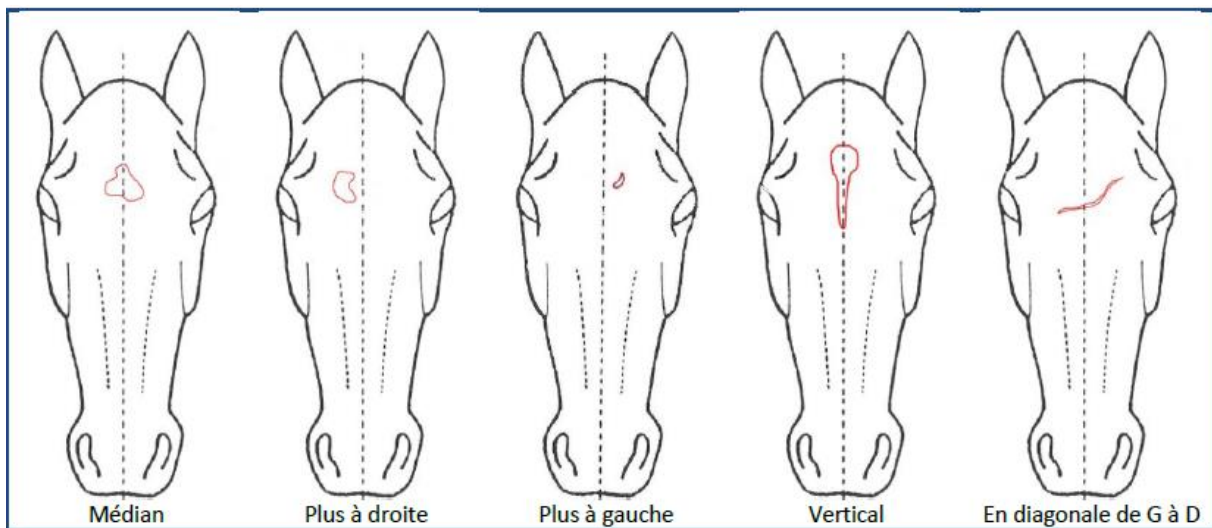 Médian
Plus à droite
Plus à gauche
Vertical
En diagonale de G à D